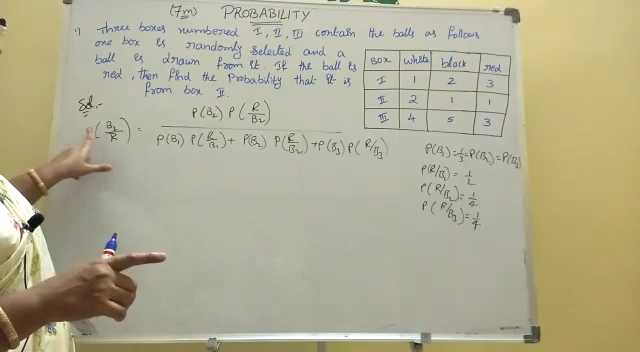 (7m) PROBABILITY
1) Three boxes numbered I, II, III contain the balls as follows
one box is randomly selected and a
ball is drawn from it. If the ball is
red, then find the Probability that it is
from box II.
Box white black red
I 1 2 3
II 2 1 1
III 4 5 3
Sol:-
P(B₂/R) = P(B₂) P(R/B₂) / P(B₁) P(R/B₁) + P(B₂) P(R/B₂) + P(B₃) P(R/B₃)
P(B₁) = 1/3 = P(B₂) = P(B₃)
P(R/B₁) = 1/2
P(R/B₂) = 1/4
P(R/B₃) = 1/4